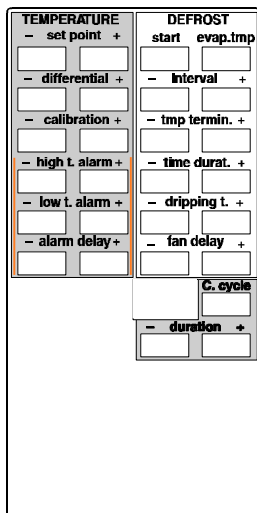 TEMPERATURE
- set point +
- differential +
- calibration +
- high t. alarm +
- low t. alarm +
- alarm delay +
DEFROST
start evap.tmp
- Interval +
- tmp termin. +
- time durat. +
- dripping t. +
- fan delay +
C. cycle
- duration +